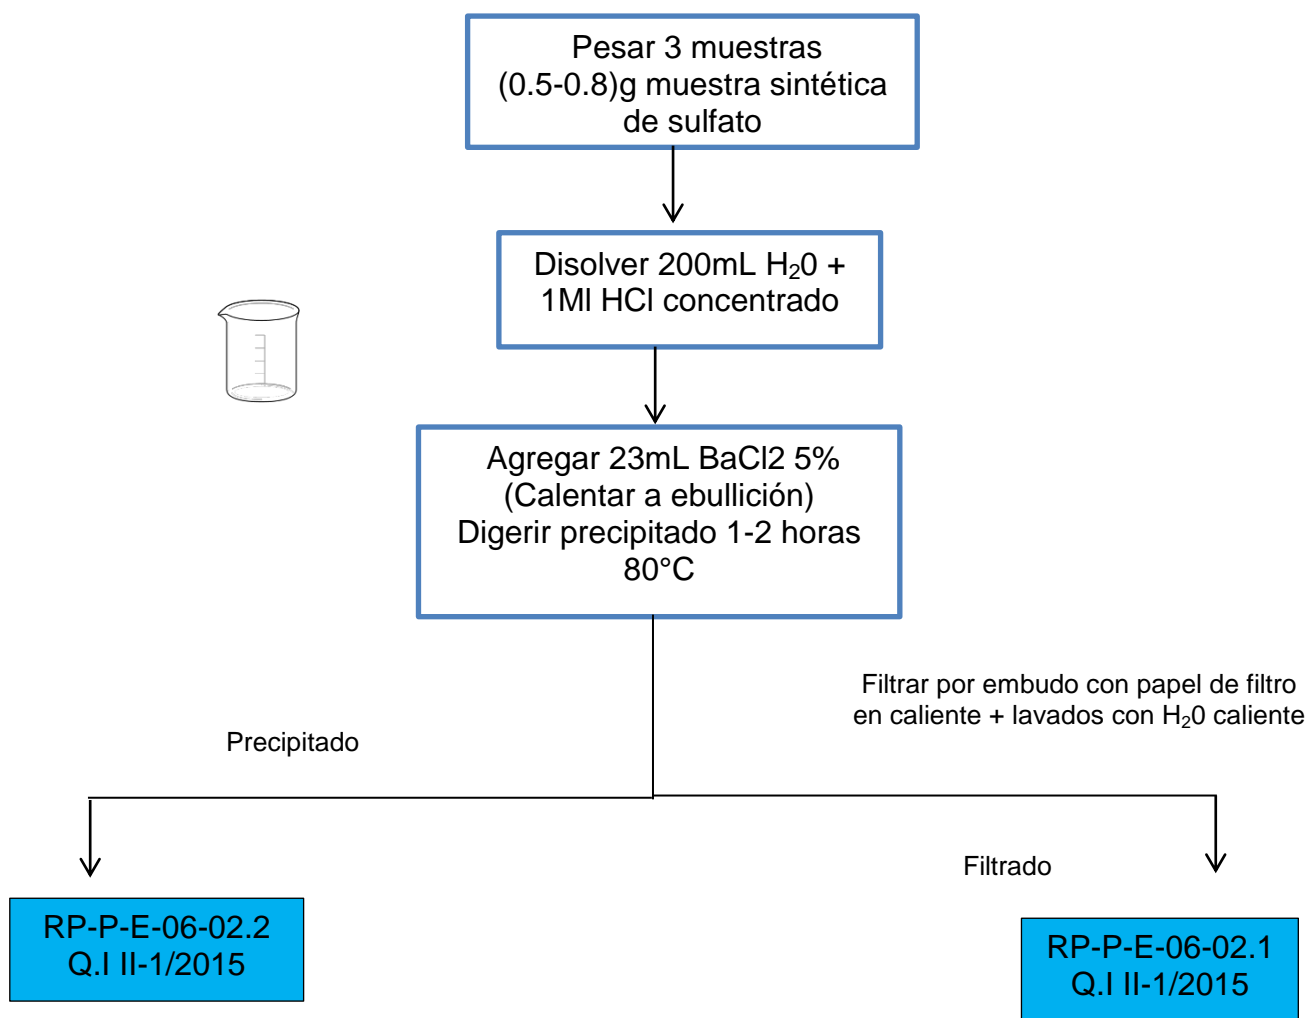 Pesar 3 muestras
(0.5-0.8)g muestra sintética
de sulfato
Disolver 200mL H₂0 +
1Ml HCl concentrado
Agregar 23mL BaCl2 5%
(Calentar a ebullición)
Digerir precipitado 1-2 horas
80°C
Filtrar por embudo con papel de filtro
en caliente + lavados con H₂0 caliente
Precipitado
Filtrado
RP-P-E-06-02.2
Q.I II-1/2015
RP-P-E-06-02.1
Q.I II-1/2015